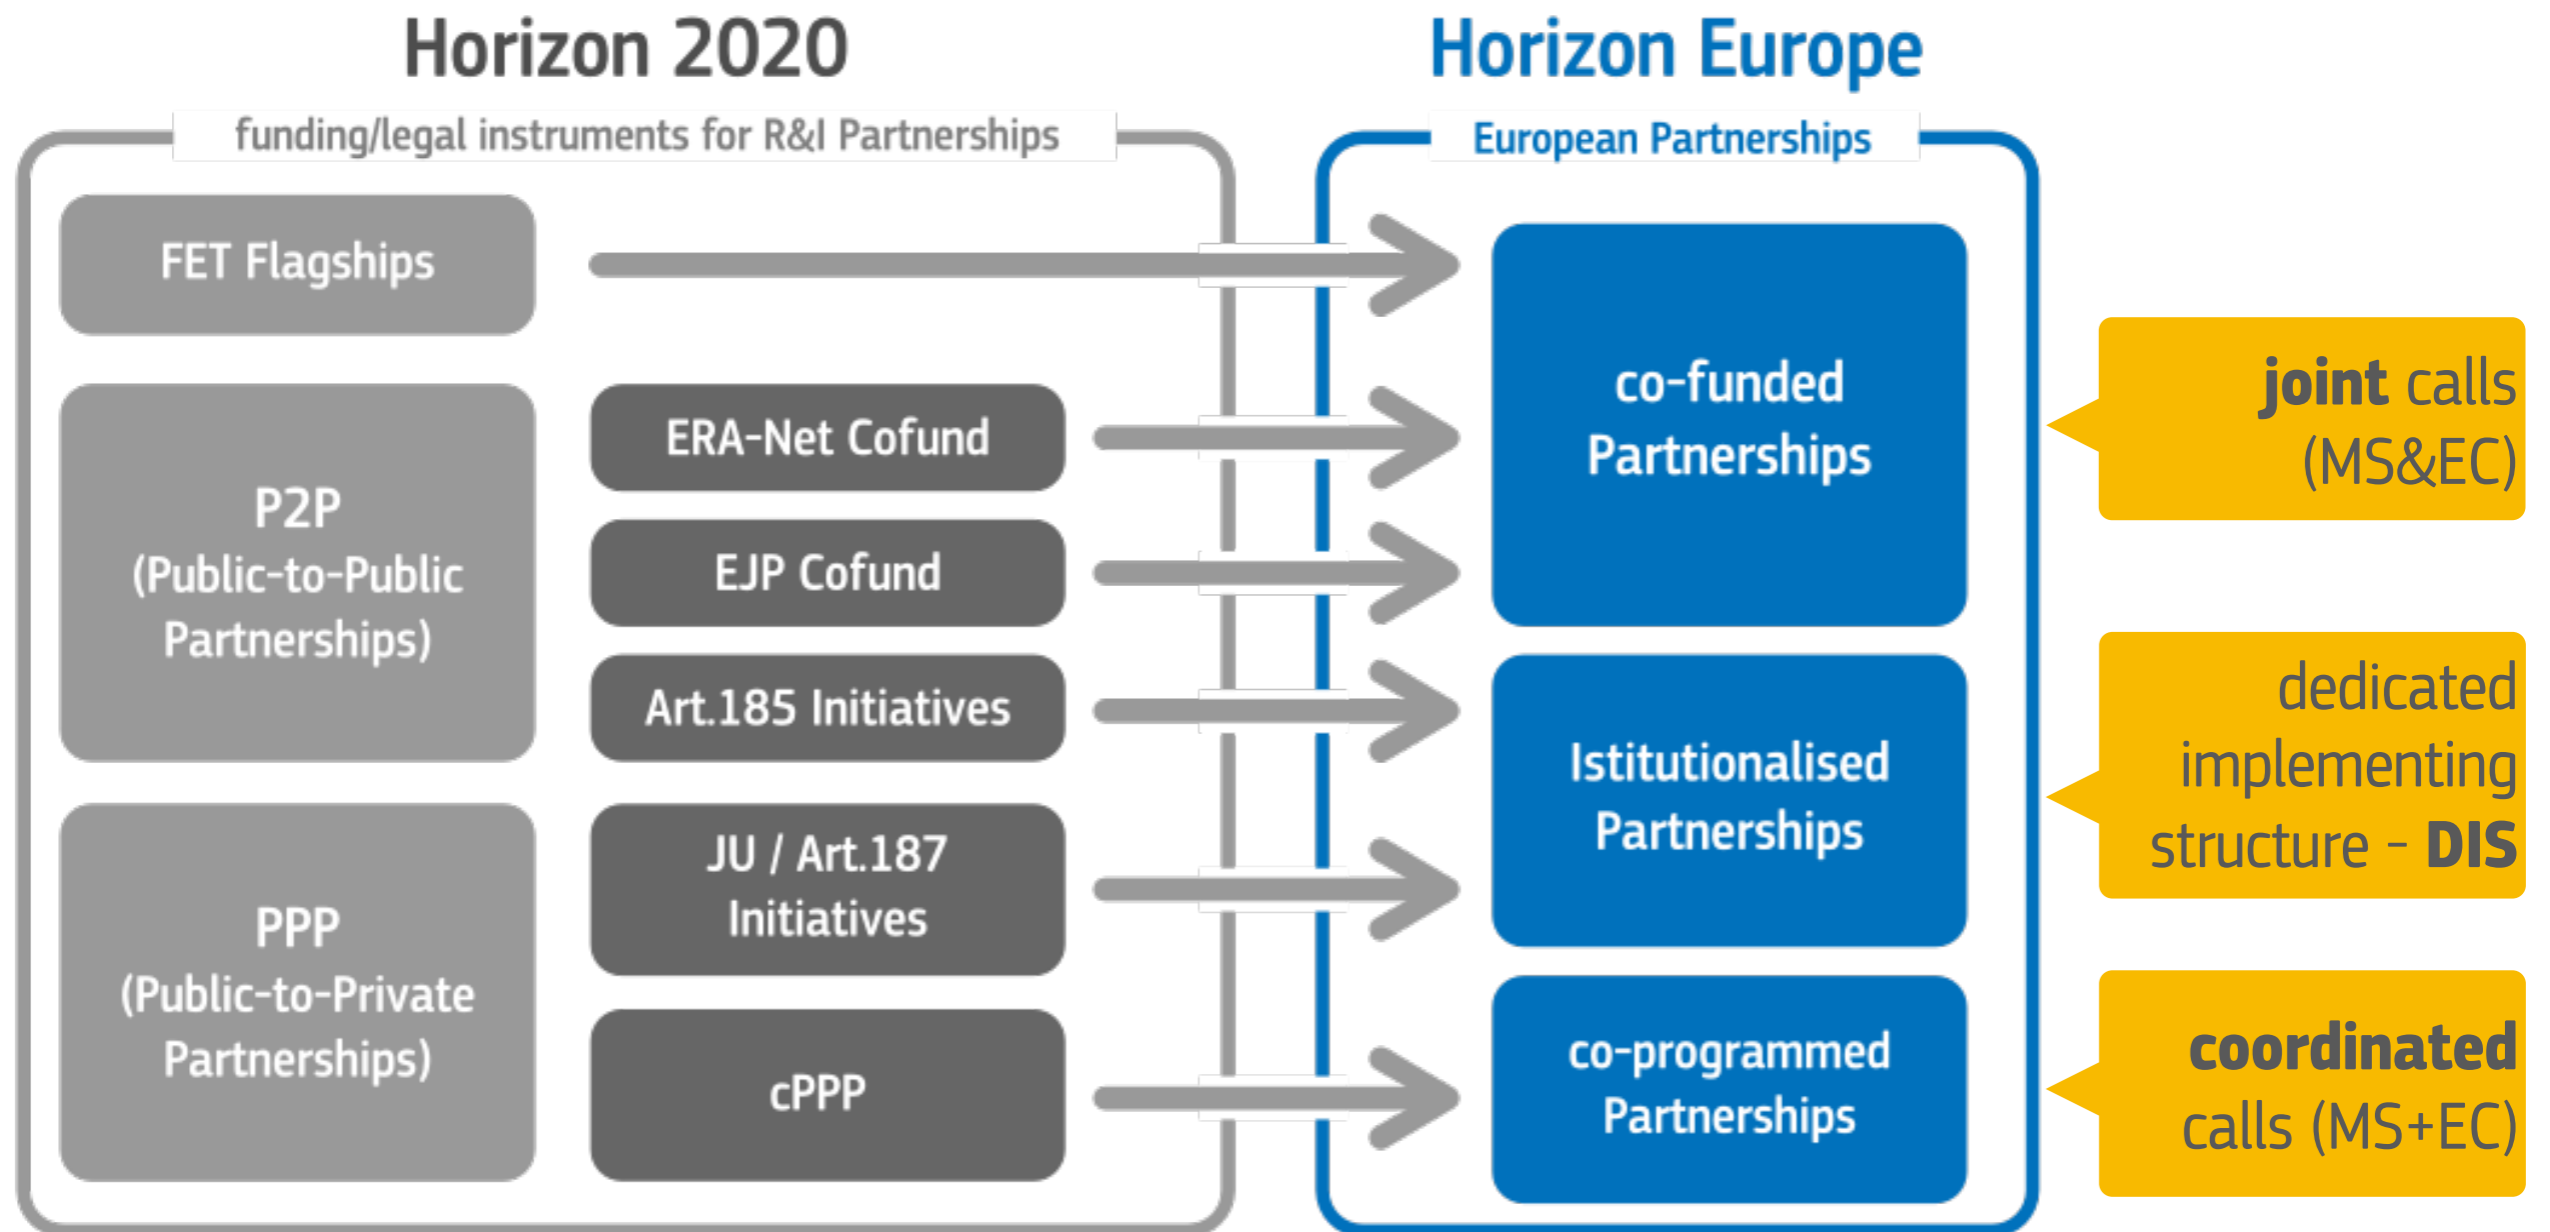 Horizon 2020
funding/legal instruments for R&I Partnerships
FET Flagships
P2P
(Public-to-Public
Partnerships)
ERA-Net Cofund
EJP Cofund
Art.185 Initiatives
PPP
(Public-to-Private
Partnerships)
JU / Art.187
Initiatives
cPPP
Horizon Europe
European Partnerships
co-funded
Partnerships
Istitutionalised
Partnerships
co-programmed
Partnerships
joint calls
(MS&EC)
dedicated
implementing
structure - DIS
coordinated
calls (MS+EC)